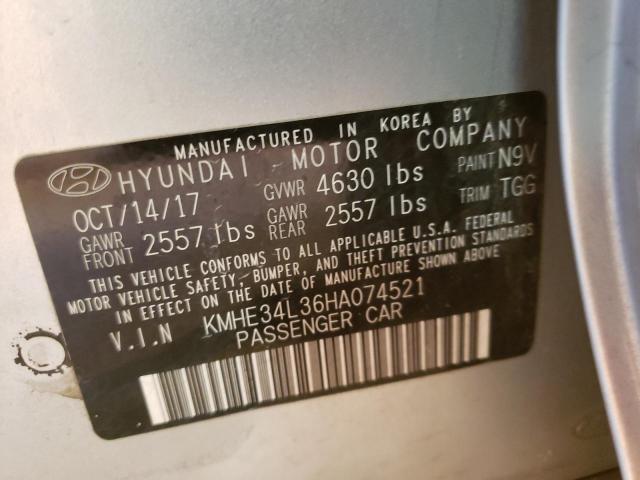 MANUFACTURED IN KOREA BY
HYUNDAI MOTOR COMPANY
OCT/14/17 GVWR 4630 lbs PAINT N9V
GAWR FRONT 2557 lbs GAWR REAR 2557 lbs TRIM TGG
THIS VEHICLE CONFORMS TO ALL APPLICABLE U.S.A. FEDERAL
MOTOR VEHICLE SAFETY, BUMPER, AND THEFT PREVENTION STANDARDS
IN EFFECT ON THE DATE OF MANUFACTURE SHOWN ABOVE
V.I.N KMHE34L36HA074521
PASSENGER CAR